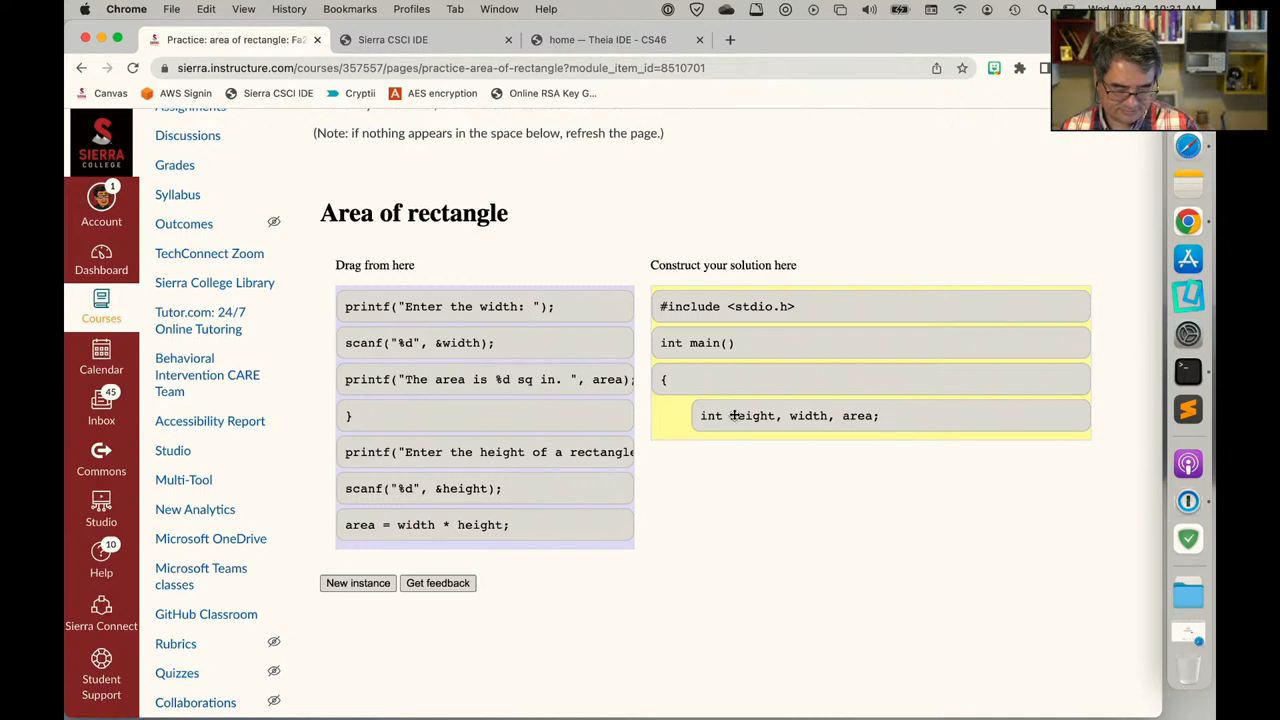 Chrome File Edit View History Bookmarks Profiles Tab Window Help
Practice: area of rectangle: Fa2
Sierra CSCI IDE
home — Theia IDE - CS46
sierra.instructure.com/courses/357557/pages/practice-area-of-rectangle?module_item_id=8510701
Canvas
AWS Signin
Sierra CSCI IDE
Cryptii
AES encryption
Online RSA Key G...
SIERRA
COLLEGE
1
Account
Dashboard
Courses
Calendar
45
Inbox
Commons
Studio
10
Help
Sierra Connect
Student
Support
Assignments
Discussions
Grades
Syllabus
Outcomes
TechConnect Zoom
Sierra College Library
Tutor.com: 24/7
Online Tutoring
Behavioral
Intervention CARE
Team
Accessibility Report
Studio
Multi-Tool
New Analytics
Microsoft OneDrive
Microsoft Teams
classes
GitHub Classroom
Rubrics
Quizzes
Collaborations
(Note: if nothing appears in the space below, refresh the page.)
Area of rectangle
Drag from here
printf("Enter the width: ");
scanf("%d", &width);
printf("The area is %d sq in. ", area);
}
printf("Enter the height of a rectangle
scanf("%d", &height);
area = width * height;
New instance
Get feedback
Construct your solution here
#include <stdio.h>
int main()
{
int height, width, area;